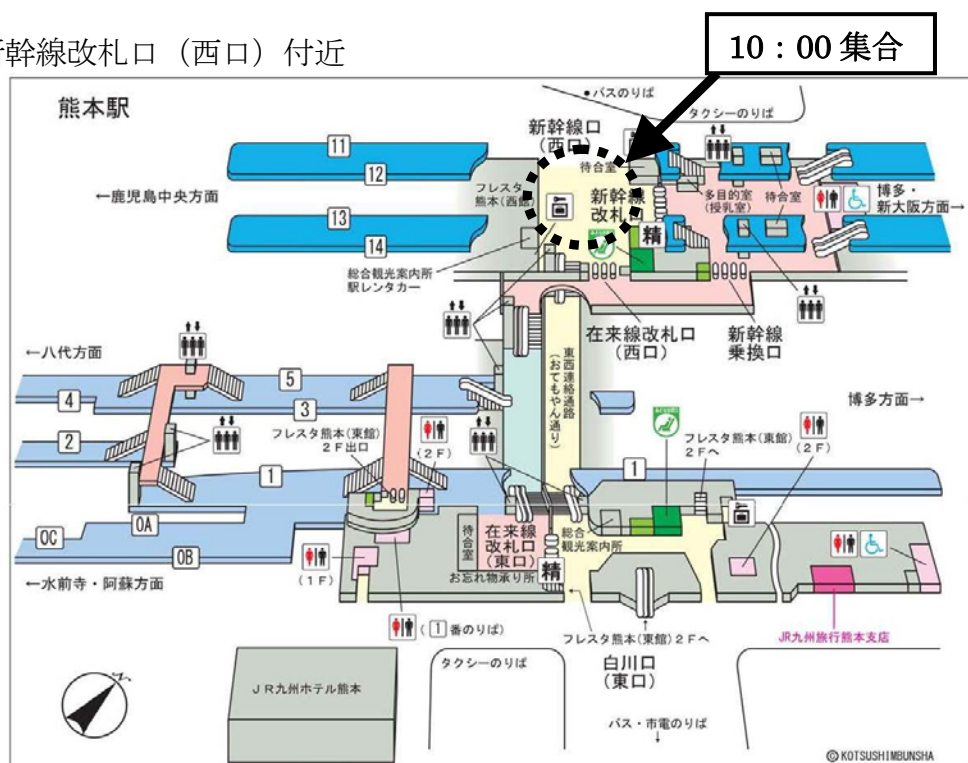 新幹線改札口（西口）付近
10：00 集合
熊本駅
●バスのりば
タクシーのりば
新幹線口
（西口）
待合室
11
12
←鹿児島中央方面
フレスタ
熊本(西館)
新幹線
改札口
精
多目的室
(授乳室)
待合室
博多・
新大阪方面→
13
14
総合観光案内所
駅レンタカー
在来線改札口
（西口）
新幹線
乗換口
←八代方面
東西連絡通路
（おてもやん通り）
博多方面→
5
4
3
2
フレスタ熊本(東館)
2F出口
(2F)
フレスタ熊本(東館)
2Fへ
(2F)
1
1
0A
0C
0B
待合室
在来線
改札口
（東口）
総合
観光案内所
お忘れ物承り所
精
(1F)
←水前寺・阿蘇方面
(1番のりば)
フレスタ熊本(東館)2Fへ
JR九州旅行熊本支店
白川口
（東口）
タクシーのりば
JR九州ホテル熊本
バス・市電のりば
↓
©KOTSUSHIMBUNSHA